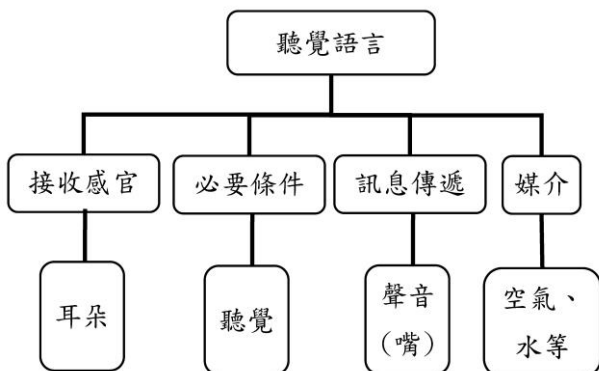 聽覺語言
接收感官
必要條件
訊息傳遞
媒介
耳朵
聽覺
聲音
(嘴)
空氣、
水等